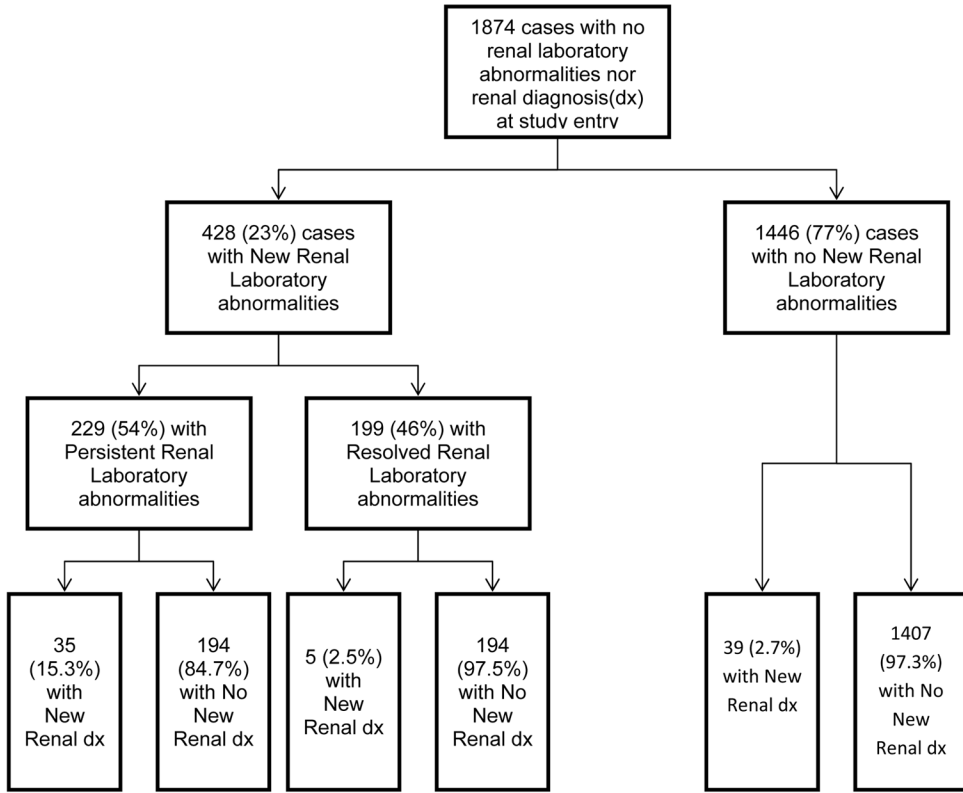 1874 cases with no
renal laboratory
abnormalities nor
renal diagnosis(dx)
at study entry
428 (23%) cases
with New Renal
Laboratory
abnormalities
1446 (77%) cases
with no New Renal
Laboratory
abnormalities
229 (54%) with
Persistent Renal
Laboratory
abnormalities
199 (46%) with
Resolved Renal
Laboratory
abnormalities
35
(15.3%)
with
New
Renal dx
194
(84.7%)
with No
New
Renal dx
5 (2.5%)
with
New
Renal dx
194
(97.5%)
with No
New
Renal dx
39 (2.7%)
with New
Renal dx
1407
(97.3%)
with No
New
Renal dx